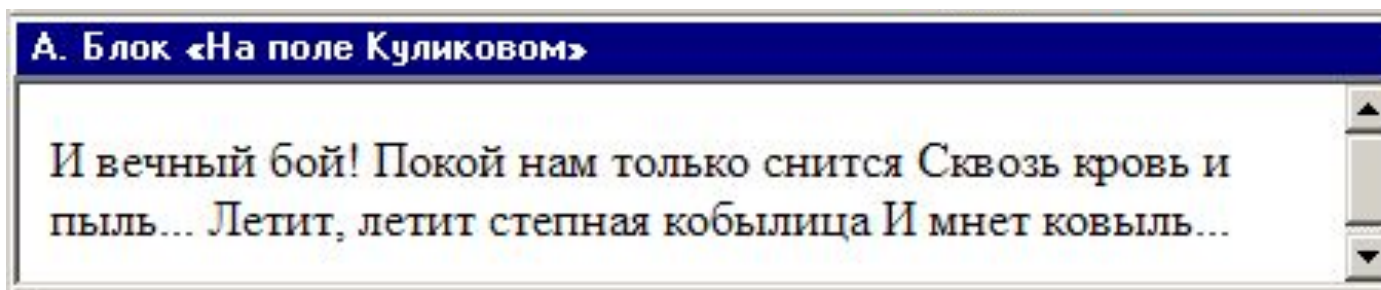 А. Блок «На поле Куликовом»
И вечный бой! Покой нам только снится Сквозь кровь и
пыль... Летит, летит степная кобылица И мнет ковыль...